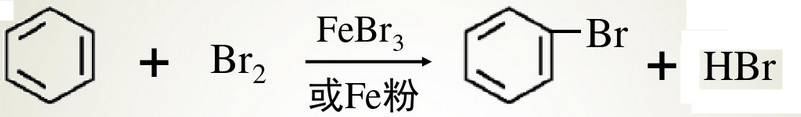 FeBr₃
+ Br₂ 或Fe粉 Br + HBr